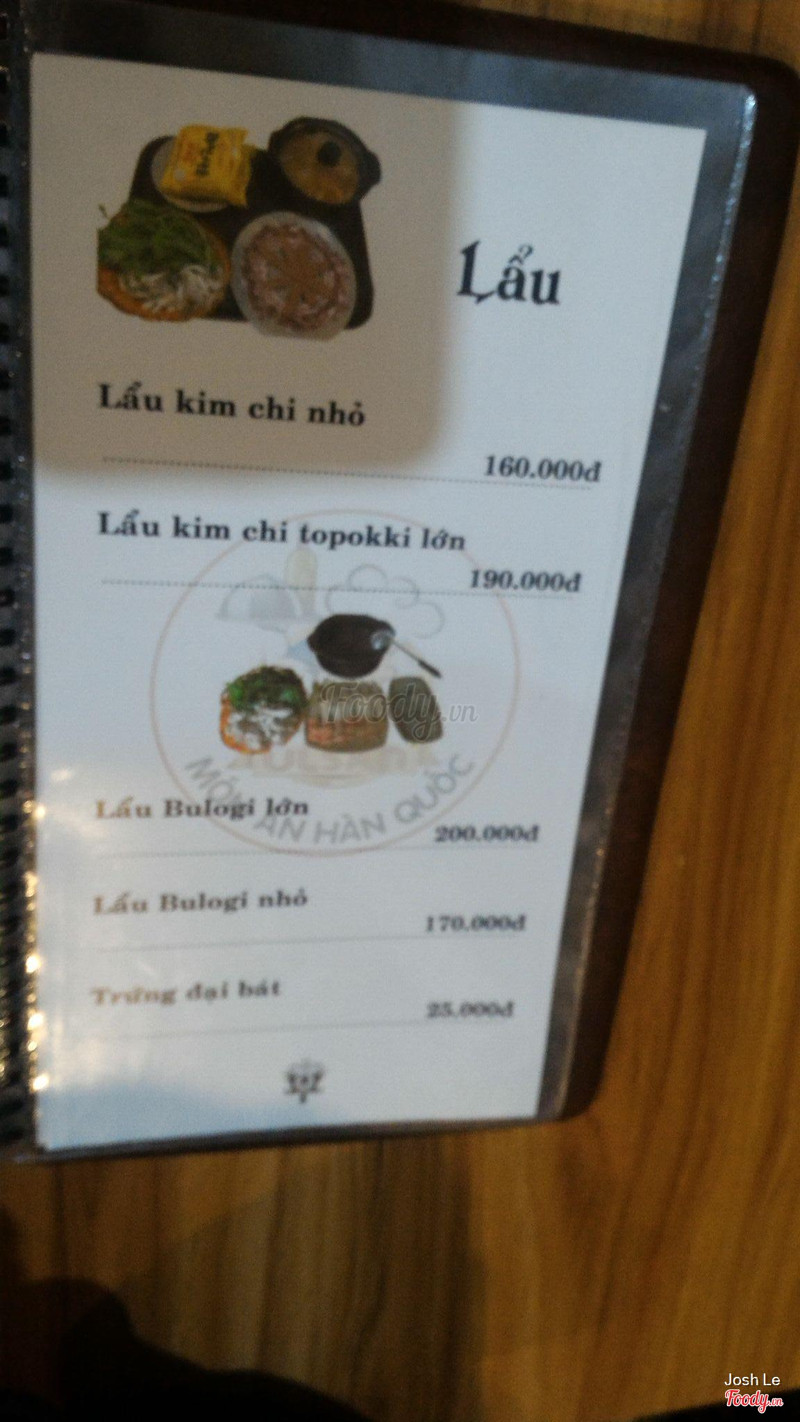 Lẩu
Lẩu kim chi nhỏ
160.000đ
Lẩu kim chi topokki lớn
190.000đ
Foody.vn
MÓN ĂN HÀN QUỐC
Lẩu Bulogi lớn
200.000đ
Lẩu Bulogi nhỏ
170.000đ
Trứng đại bát
25.000đ
Josh Le
Foody.vn